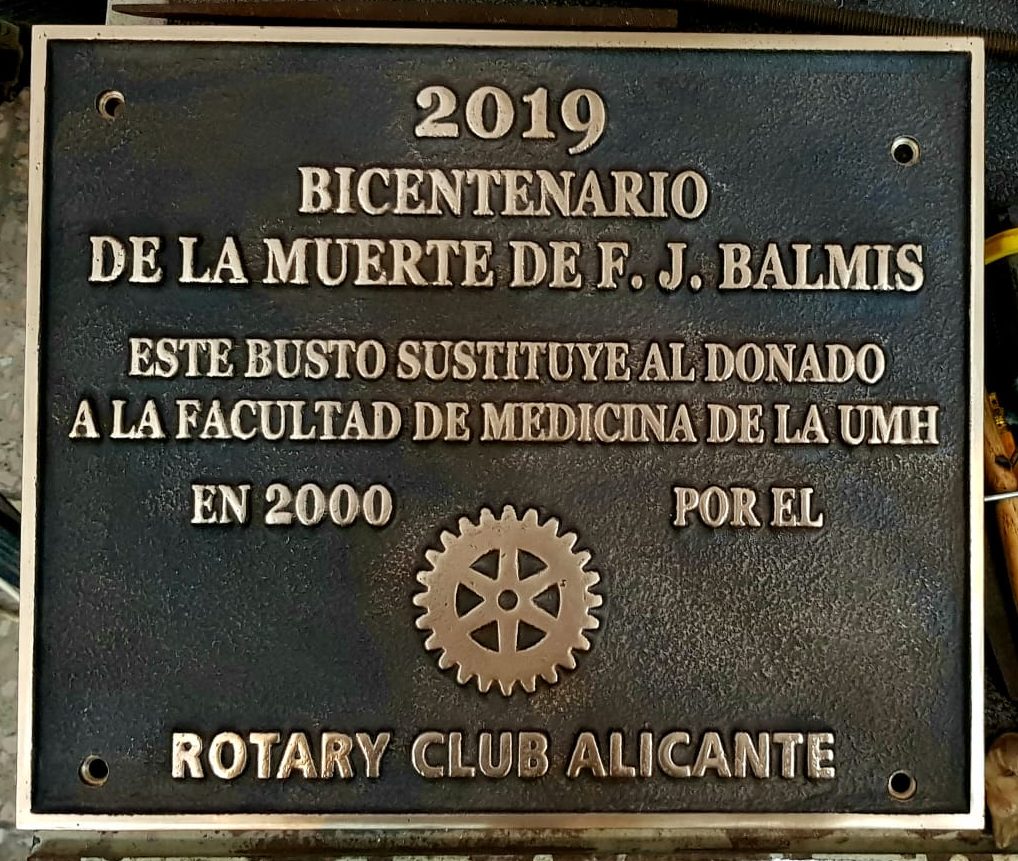 2019
BICENTENARIO
DE LA MUERTE DE F. J. BALMIS
ESTE BUSTO SUSTITUYE AL DONADO
A LA FACULTAD DE MEDICINA DE LA UMH
EN 2000 POR EL
ROTARY CLUB ALICANTE